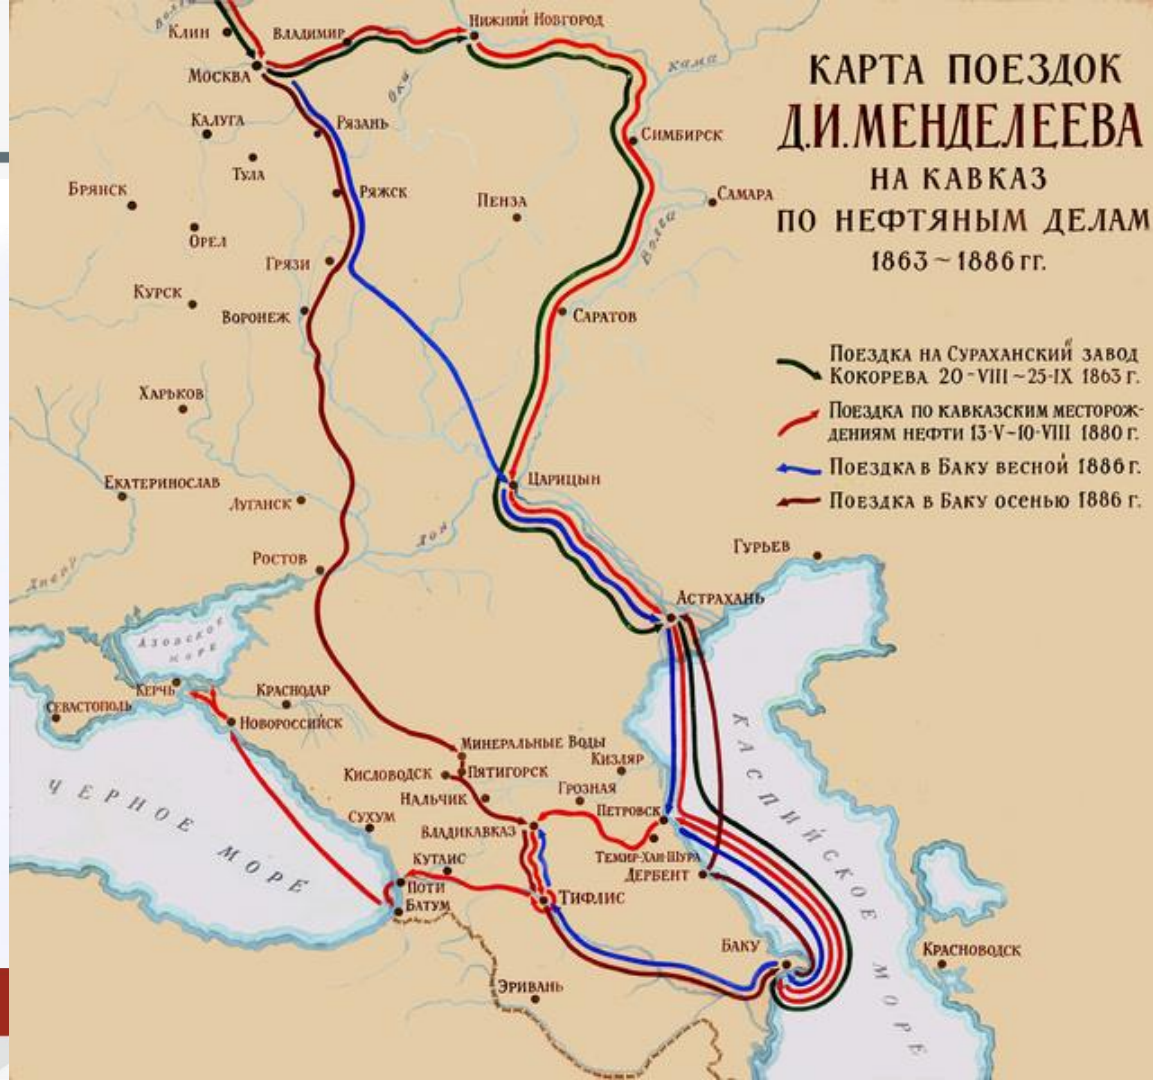 КАРТА ПОЕЗДОК
Д.И.МЕНДЕЛЕЕВА
НА КАВКАЗ
ПО НЕФТЯНЫМ ДЕЛАМ
1863~1886 гг.
ПОЕЗДКА НА СУРАХАНСКИЙ ЗАВОД
КОКОРЕВА 20-VIII~25-IX 1863 г.
ПОЕЗДКА ПО КАВКАЗСКИМ МЕСТОРОЖ-
ДЕНИЯМ НЕФТИ 13-V~10-VIII 1880 г.
ПОЕЗДКА В БАКУ ВЕСНОЙ 1886 г.
ПОЕЗДКА В БАКУ ОСЕНЬЮ 1886 г.
Волга
КЛИН
ВЛАДИМИР
НИЖНИЙ НОВГОРОД
МОСКВА
Ока
Кама
КАЛУГА
РЯЗАНЬ
СИМБИРСК
ТУЛА
БРЯНСК
РЯЖСК
ПЕНЗА
САМАРА
ОРЕЛ
Волга
ГРЯЗИ
КУРСК
ВОРОНЕЖ
САРАТОВ
ХАРЬКОВ
ЕКАТЕРИНОСЛАВ
ЦАРИЦЫН
ЛУГАНСК
Дон
Днепр
РОСТОВ
ГУРЬЕВ
АСТРАХАНЬ
Азовское
море
КЕРЧЬ
КРАСНОДАР
СЕВАСТОПОЛЬ
НОВОРОССИЙСК
МИНЕРАЛЬНЫЕ ВОДЫ
КИЗЛЯР
КИСЛОВОДСК
ПЯТИГОРСК
ГРОЗНАЯ
НАЛЬЧИК
ПЕТРОВСК
СУХУМ
ВЛАДИКАВКАЗ
ТЕМИР-ХАН-ШУРА
КУТАИС
ДЕРБЕНТ
ПОТИ
БАТУМ
ТИФЛИС
ЧЕРНОЕ МОРЕ
КАСПИЙСКОЕ МОРЕ
БАКУ
КРАСНОВОДСК
ЭРИВАНЬ